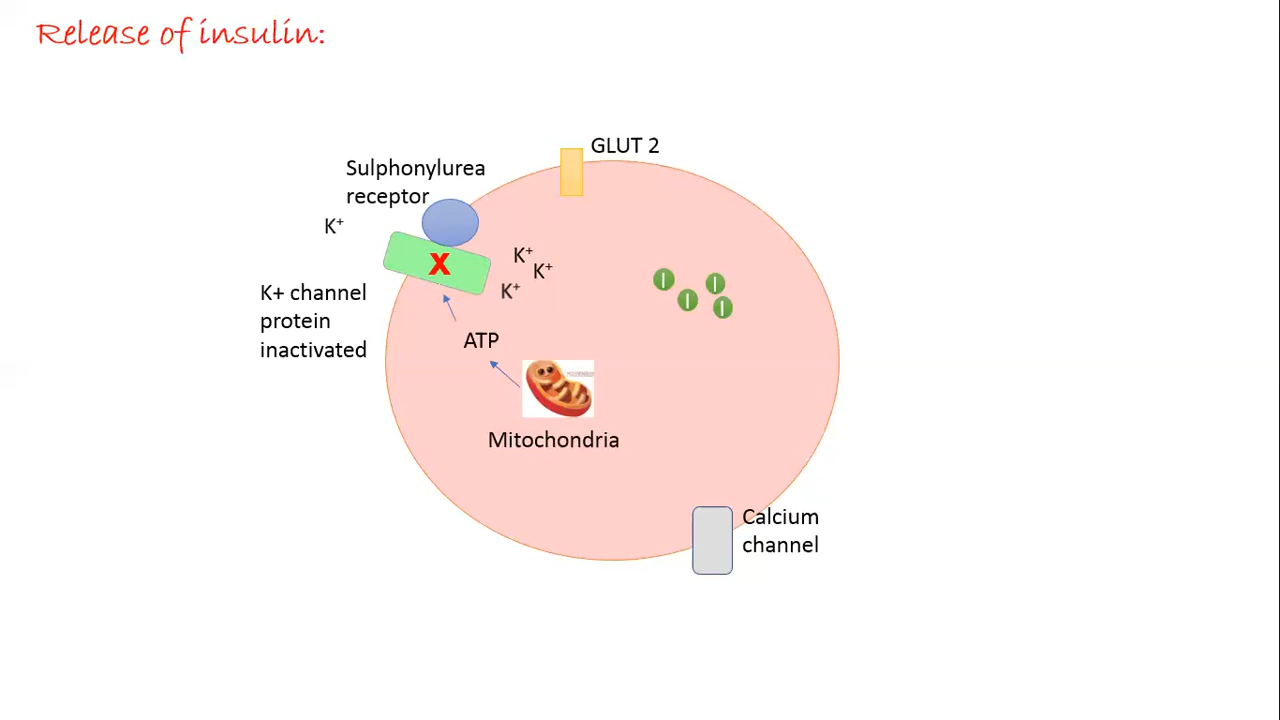 Release of insulin:
GLUT 2
Sulphonylurea
receptor
K⁺
K⁺
K⁺
K⁺
X
K+ channel
protein
inactivated
ATP
Mitochondria
I
I
I
I
Calcium
channel